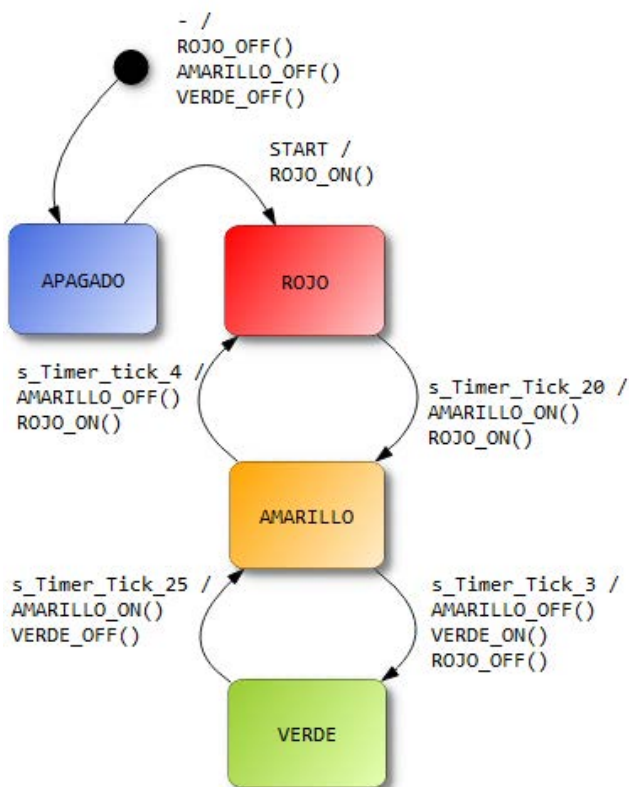 - /
ROJO_OFF()
AMARILLO_OFF()
VERDE_OFF()
START /
ROJO_ON()
APAGADO
ROJO
s_Timer_tick_4 /
AMARILLO_OFF()
ROJO_ON()
s_Timer_Tick_20 /
AMARILLO_ON()
ROJO_ON()
AMARILLO
s_Timer_Tick_25 /
AMARILLO_ON()
VERDE_OFF()
s_Timer_Tick_3 /
AMARILLO_OFF()
VERDE_ON()
ROJO_OFF()
VERDE